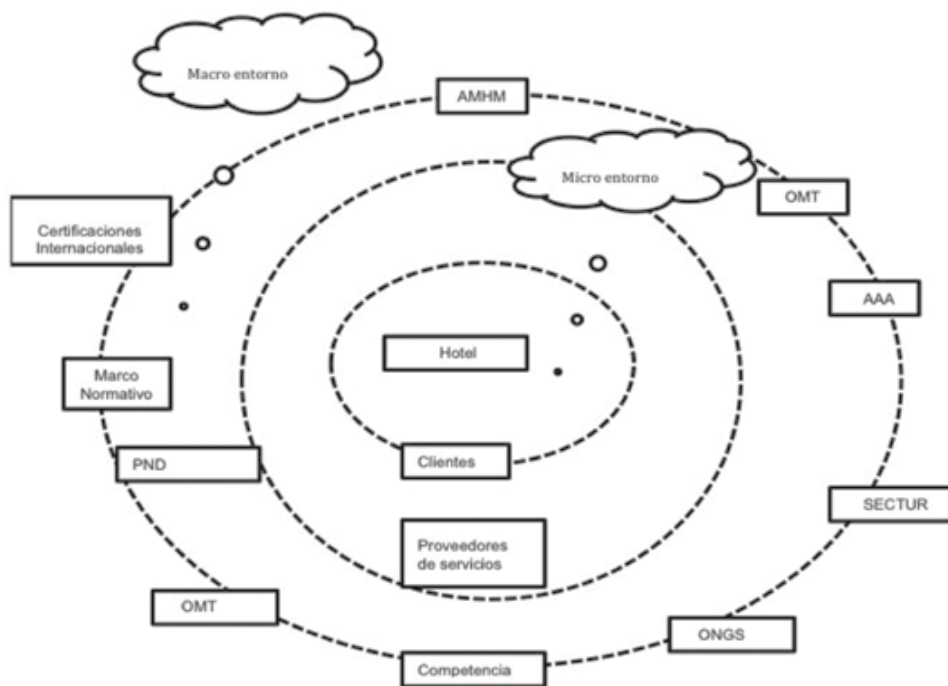 Macro entorno
AMHM
Micro entorno
OMT
Certificaciones
Internacionales
AAA
Hotel
Marco
Normativo
Clientes
PND
SECTUR
Proveedores
de servicios
OMT
ONGS
Competencia